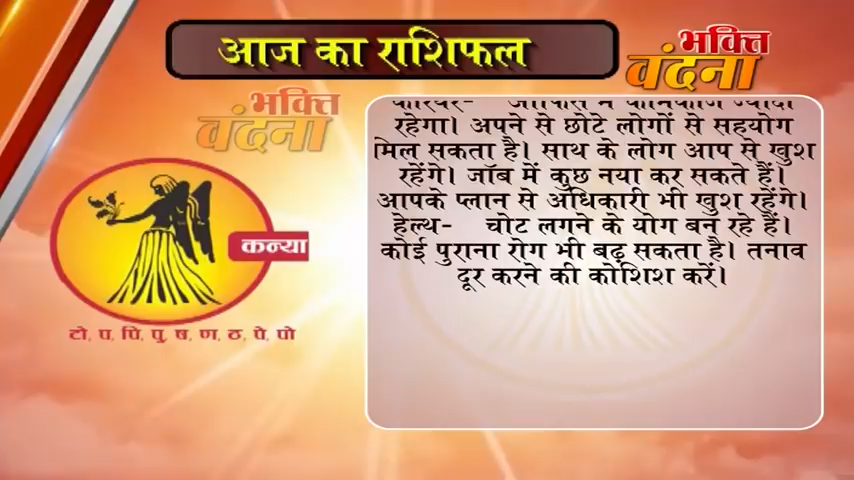 आज का राशिफल
भक्ति
वंदना
भक्ति
वंदना
रहेगा। अपने से छोटे लोगों से सहयोग
मिल सकता है। साथ के लोग आप से खुश
रहेंगे। जॉब में कुछ नया कर सकते हैं।
आपके प्लान से अधिकारी भी खुश रहेंगे।
हेल्थ- चोट लगने के योग बन रहे हैं।
कोई पुराना रोग भी बढ़ सकता है। तनाव
दूर करने की कोशिश करें।
कन्या
टो, प, पि, पु, ष, ण, ठ, पे, पो